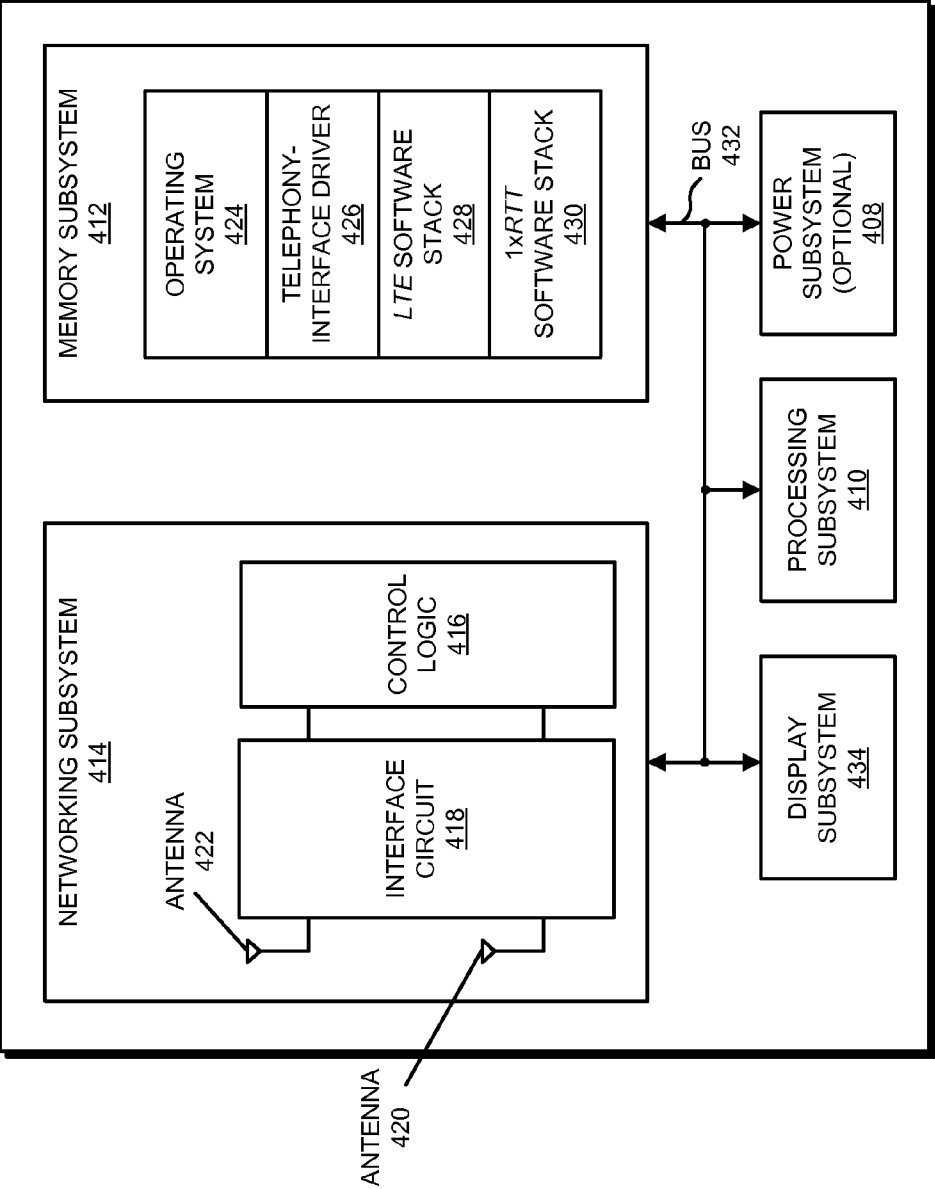 NETWORKING SUBSYSTEM
414
ANTENNA
422
ANTENNA
420
INTERFACE
CIRCUIT
418
CONTROL
LOGIC
416
MEMORY SUBSYSTEM
412
OPERATING
SYSTEM
424
TELEPHONY-
INTERFACE DRIVER
426
LTE SOFTWARE
STACK
428
1xRTT
SOFTWARE STACK
430
BUS
432
DISPLAY
SUBSYSTEM
434
PROCESSING
SUBSYSTEM
410
POWER
SUBSYSTEM
(OPTIONAL)
408